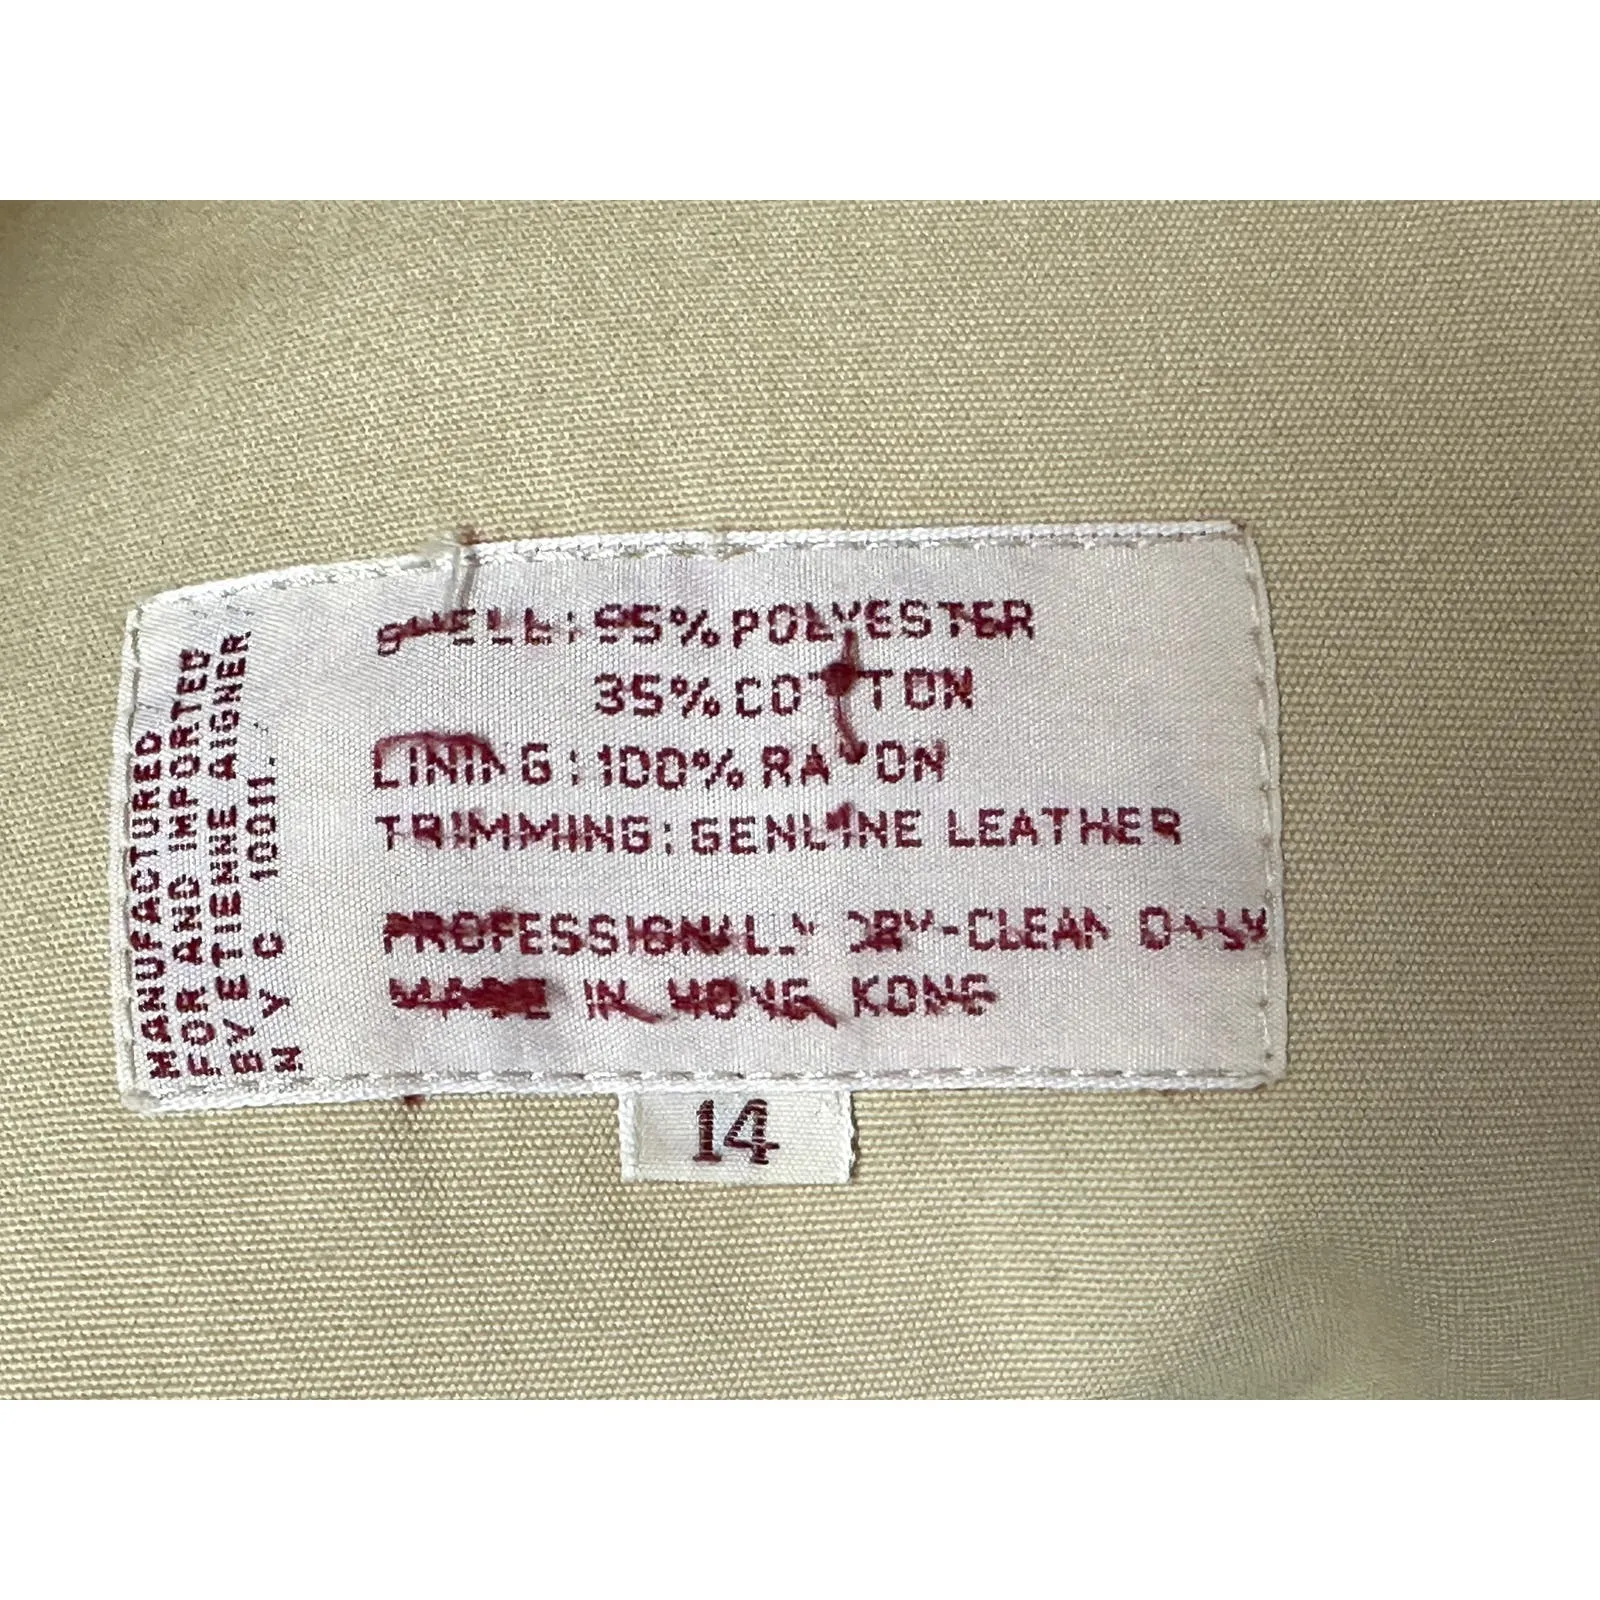 SHELL: 65% POLYESTER
35% COTTON
LINING: 100% RAYON
TRIMMING: GENUINE LEATHER
PROFESSIONALLY DRY-CLEAN ONLY
MADE IN HONG KONG
MANUFACTURED
FOR AND IMPORTED
BY ETIENNE AIGNER
N Y C 10011.
14